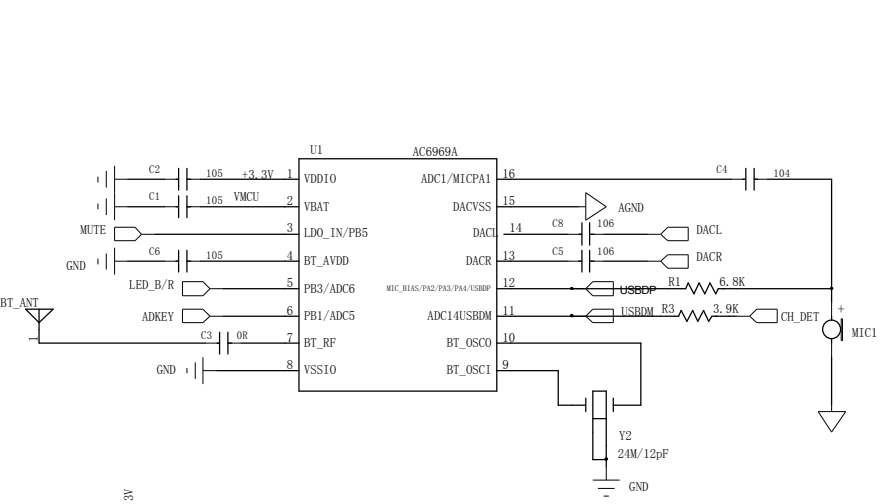 U1 AC6969A
C2 105 +3.3V 1 VDDIO ADC1/MICPA1 16 C4 104
C1 105 VMCU 2 VBAT DACVSS 15 AGND
MUTE 3 LDO_IN/PB5 DACL 14 C8 106 DACL
GND C6 105 4 BT_AVDD DACR 13 C5 106 DACR
LED_B/R 5 PB3/ADC6 MIC_BIAS/PA2/PA3/PA4/USBDP 12 USBDP R1 6.8K
BT_ANT ADKEY 6 PB1/ADC5 ADC14USBDM 11 USBDM R3 3.9K CH_DET + MIC1
1 C3 0R 7 BT_RF BT_OSCO 10
GND 8 VSSIO BT_OSCI 9
Y2
24M/12pF
GND
3V